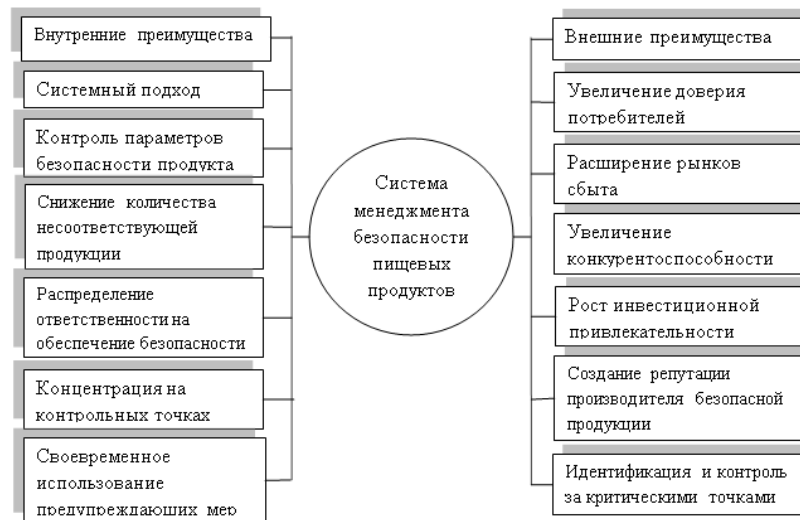 Внутренние преимущества
Системный подход
Контроль параметров
безопасности продукта
Снижение количества
несоответствующей
продукции
Распределение
ответственности на
обеспечение безопасности
Концентрация на
контрольных точках
Своевременное
использование
предупреждающих мер
Система
менеджмента
безопасности
пищевых
продуктов
Внешние преимущества
Увеличение доверия
потребителей
Расширение рынков
сбыта
Увеличение
конкурентоспособности
Рост инвестиционной
привлекательности
Создание репутации
производителя безопасной
продукции
Идентификация и контроль
за критическими точками